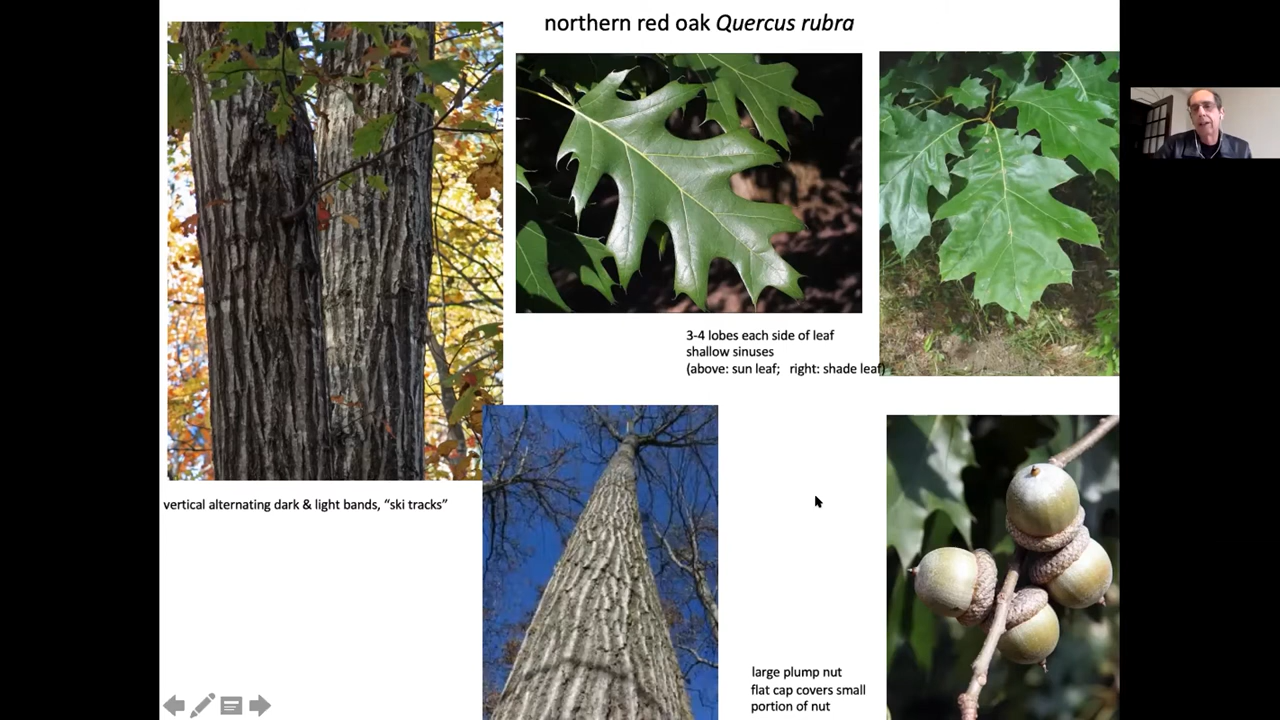 northern red oak Quercus rubra
3-4 lobes each side of leaf
shallow sinuses
(above: sun leaf;   right: shade leaf)
vertical alternating dark & light bands, “ski tracks”
large plump nut
flat cap covers small
portion of nut